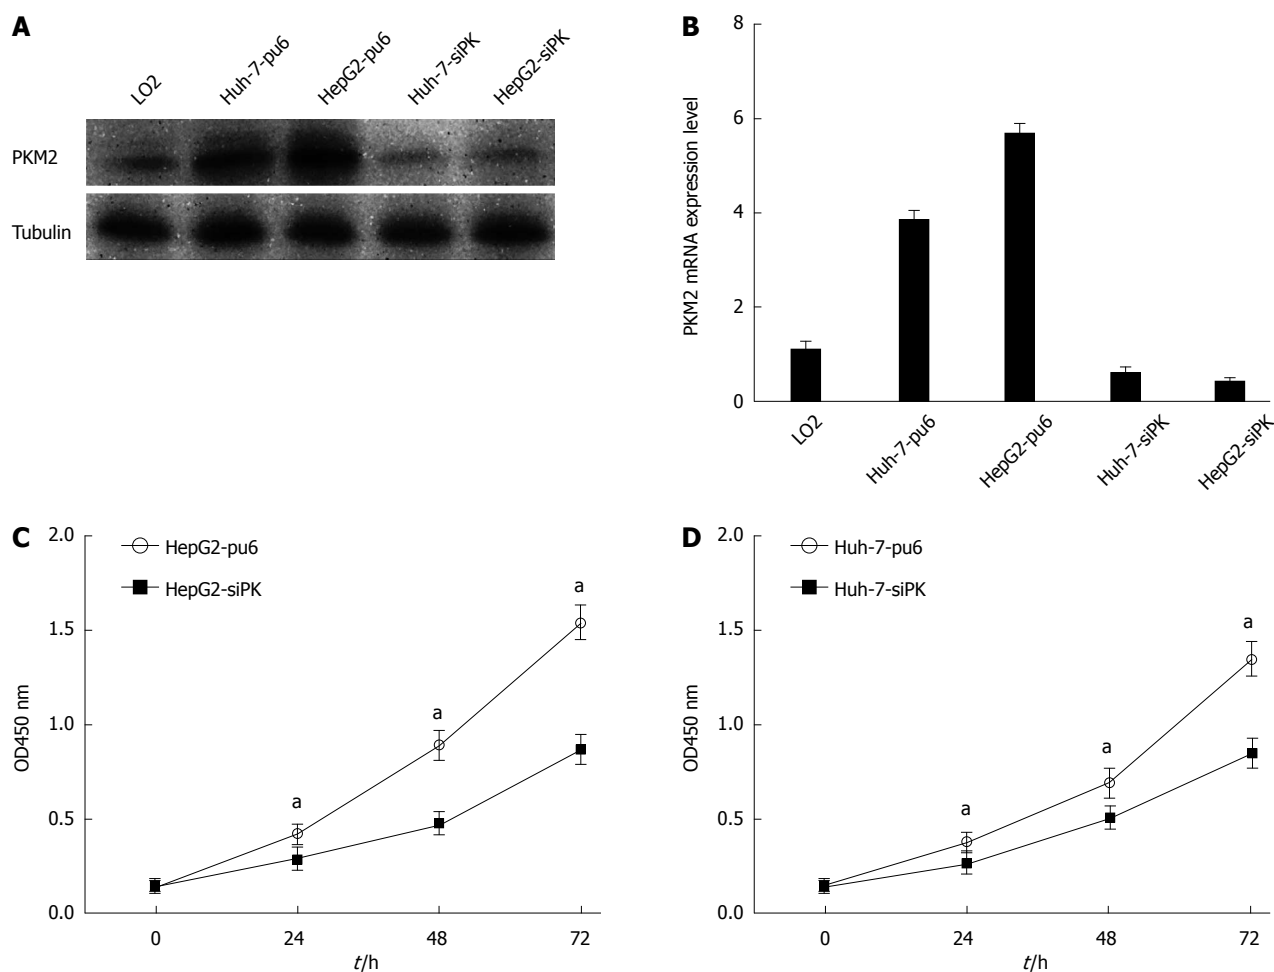 A
LO2
Huh-7-pu6
HepG2-pu6
Huh-7-siPK
HepG2-siPK
PKM2
Tubulin
B
PKM2 mRNA expression level
8
6
4
2
0
LO2
Huh-7-pu6
HepG2-pu6
Huh-7-siPK
HepG2-siPK
C
HepG2-pu6
HepG2-siPK
OD450 nm
2.0
1.5
1.0
0.5
0.0
a
a
a
0
24
48
72
t/h
D
Huh-7-pu6
Huh-7-siPK
OD450 nm
2.0
1.5
1.0
0.5
0.0
a
a
a
0
24
48
72
t/h